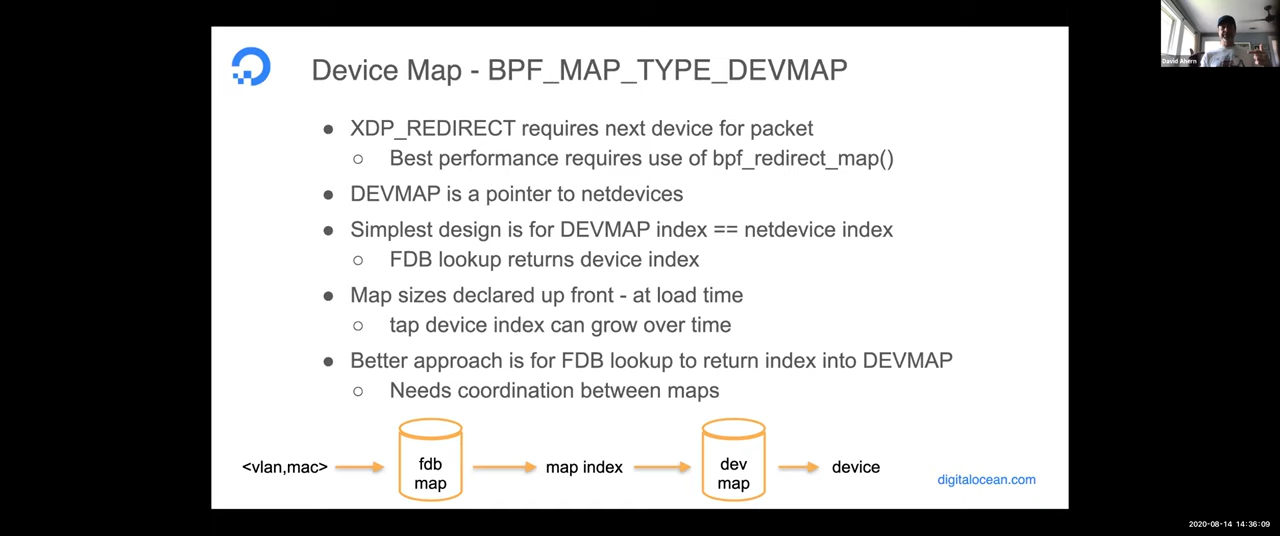 Device Map - BPF_MAP_TYPE_DEVMAP
● XDP_REDIRECT requires next device for packet
○ Best performance requires use of bpf_redirect_map()
● DEVMAP is a pointer to netdevices
● Simplest design is for DEVMAP index == netdevice index
○ FDB lookup returns device index
● Map sizes declared up front - at load time
○ tap device index can grow over time
● Better approach is for FDB lookup to return index into DEVMAP
○ Needs coordination between maps
<vlan,mac>
fdb
map
map index
dev
map
device
digitalocean.com
David Ahern
2020-08-14 14:36:09